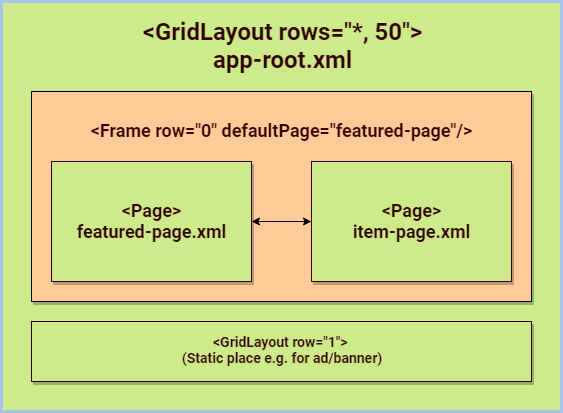 <GridLayout rows="*, 50">
app-root.xml
<Frame row="0" defaultPage="featured-page"/>
<Page>
featured-page.xml
<Page>
item-page.xml
<GridLayout row="1">
(Static place e.g. for ad/banner)